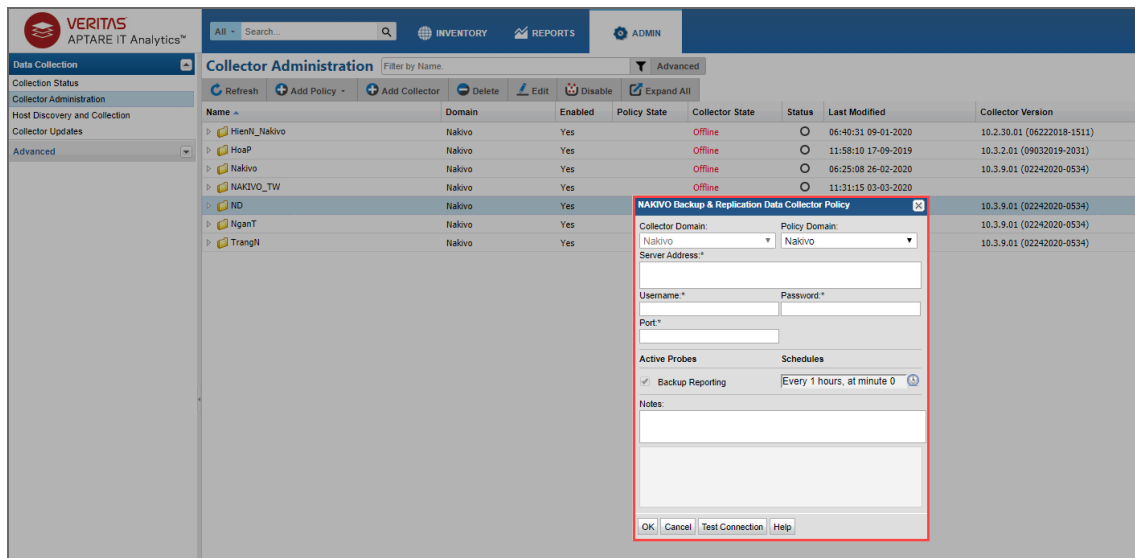 VERITAS
APTARE IT Analytics™
All Search... INVENTORY REPORTS ADMIN
Data Collection
Collection Status
Collector Administration
Host Discovery and Collection
Collector Updates
Advanced
Collector Administration Filter by Name. Advanced
Refresh Add Policy Add Collector Delete Edit Disable Expand All
Name Domain Enabled Policy State Collector State Status Last Modified Collector Version
HienN_Nakivo Nakivo Yes Offline 06:40:31 09-01-2020 10.2.30.01 (06222018-1511)
HoaP Nakivo Yes Offline 11:58:10 17-09-2019 10.3.2.01 (09032019-2031)
Nakivo Nakivo Yes Offline 06:25:08 26-02-2020 10.3.9.01 (02242020-0534)
NAKIVO_TW Nakivo Yes Offline 11:31:15 03-03-2020
ND Nakivo Yes 10.3.9.01 (02242020-0534)
NganT Nakivo Yes 10.3.9.01 (02242020-0534)
TrangN Nakivo Yes 10.3.9.01 (02242020-0534)
NAKIVO Backup & Replication Data Collector Policy
Collector Domain: Policy Domain:
Nakivo Nakivo
Server Address:*
Username:* Password:*
Port:*
Active Probes Schedules
Backup Reporting Every 1 hours, at minute 0
Notes:
OK Cancel Test Connection Help